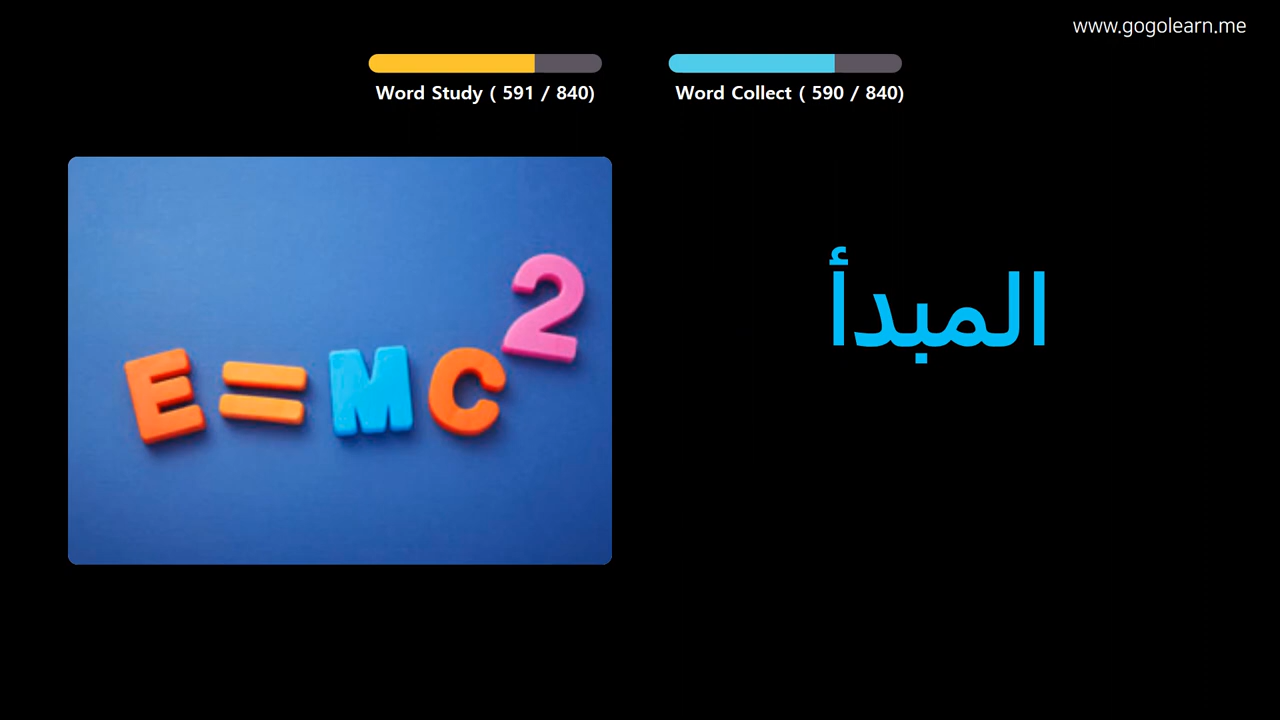 www.gogolearn.me
Word Study ( 591 / 840)
Word Collect ( 590 / 840)
E=MC2
المبدأ